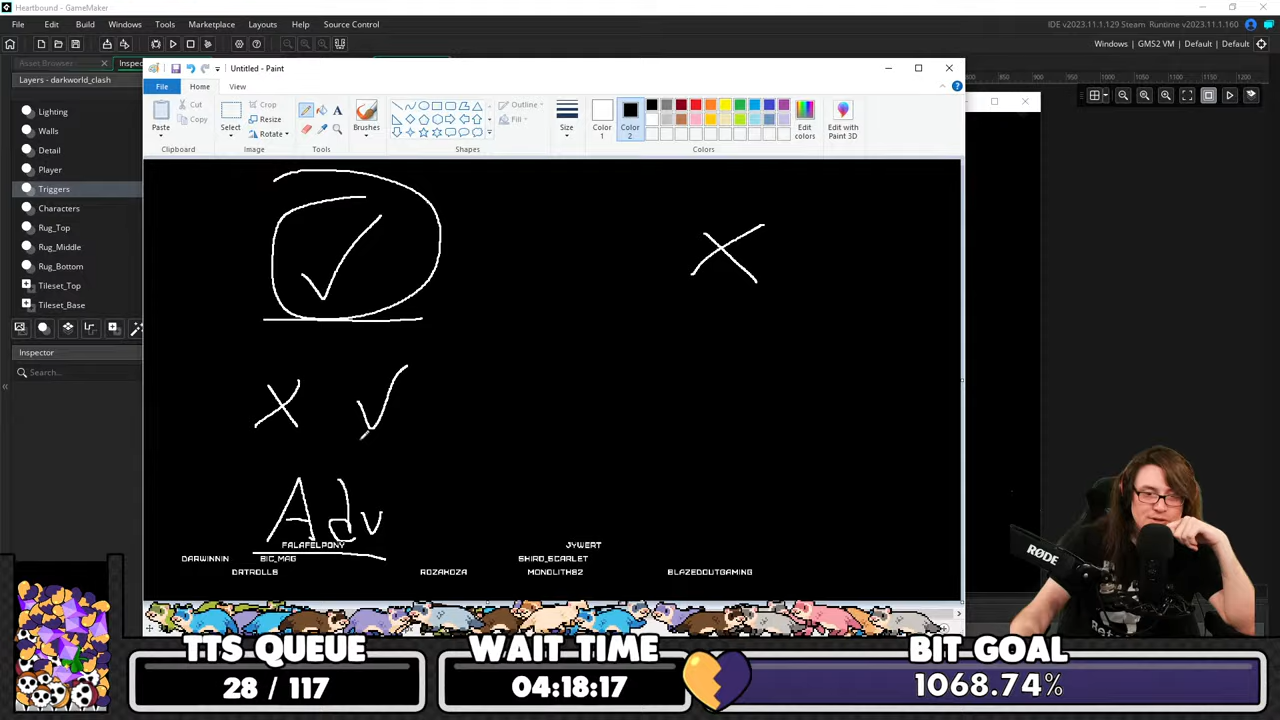 Heartbound - GameMaker
File Edit Build Windows Tools Marketplace Layouts Help Source Control
IDE v2023.11.1.129 Steam Runtime v2023.11.1.160
Windows | GMS2 VM | Default | Default
Asset Browser
Layers - darkworld_clash
Lighting
Walls
Detail
Player
Triggers
Characters
Rug_Top
Rug_Middle
Rug_Bottom
Tileset_Top
Tileset_Base
Inspector
Search...
Untitled - Paint
File Home View
Paste
Cut
Copy
Clipboard
Select
Crop
Resize
Rotate
Image
Tools
Brushes
Outline
Fill
Shapes
Size
Color 1
Color 2
Edit colors
Edit with Paint 3D
Colors
X
X
Adv
FALAFELPONY
JYWERT
DARWINNIN
BIG_MAG
SHIRO_SCARLET
DRTROLLS
ROZAKOZA
MONOLITH82
BLAZEDOUTGAMING
RØDE
TTS QUEUE
28 / 117
WAIT TIME
04:18:17
BIT GOAL
1068.74%